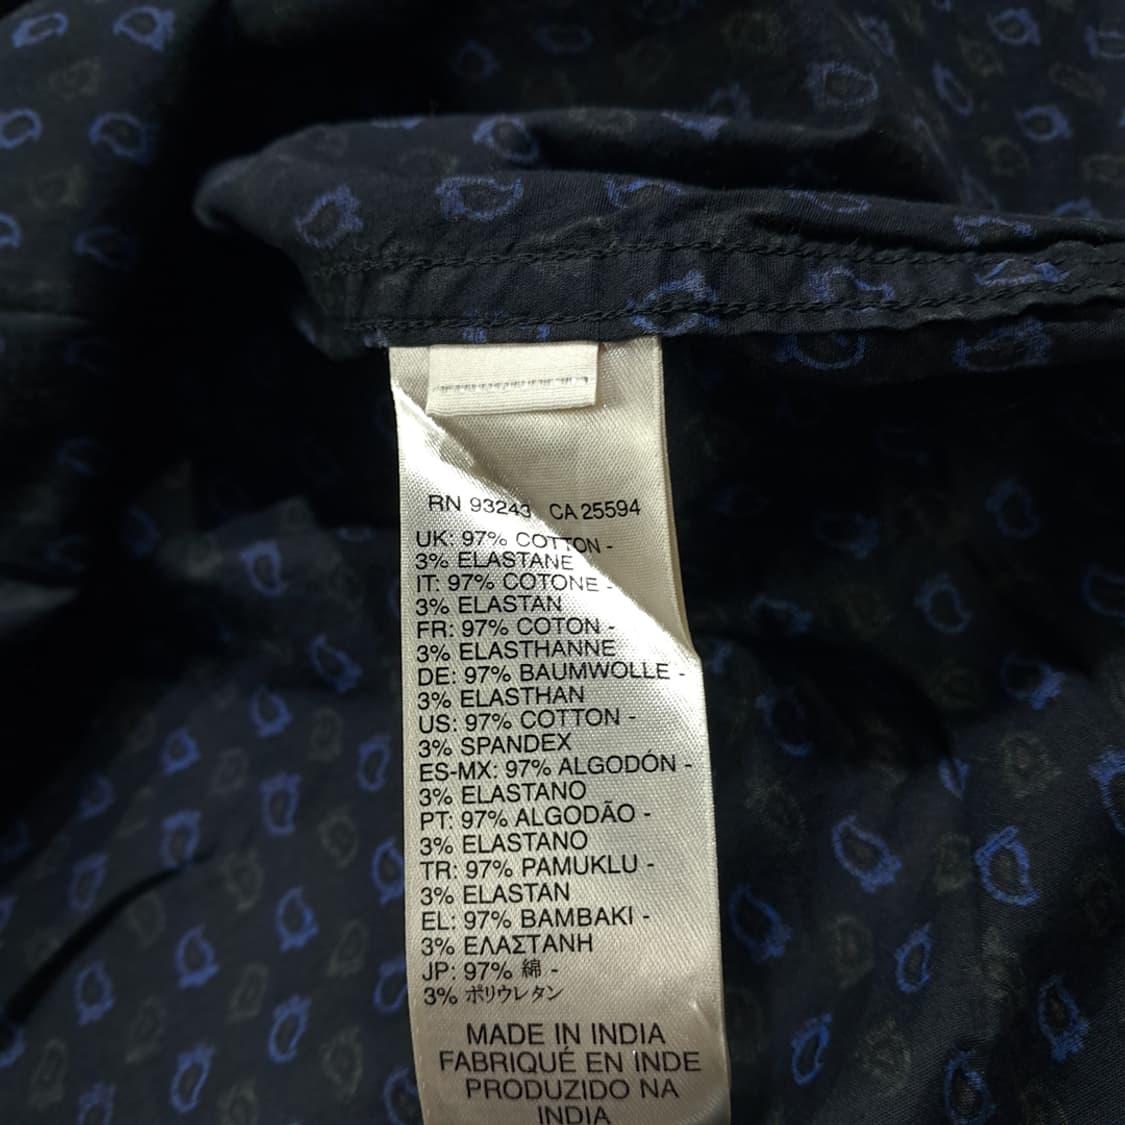 RN 93243 CA 25594
UK: 97% COTTON -
3% ELASTANE
IT: 97% COTONE -
3% ELASTAN
FR: 97% COTON -
3% ELASTHANNE
DE: 97% BAUMWOLLE -
3% ELASTHAN
US: 97% COTTON -
3% SPANDEX
ES-MX: 97% ALGODÓN -
3% ELASTANO
PT: 97% ALGODÃO -
3% ELASTANO
TR: 97% PAMUKLU -
3% ELASTAN
EL: 97% BAMBAKI -
3% ΕΛΑΣΤΑΝΗ
JP: 97% 綿 -
3% ポリウレタン
MADE IN INDIA
FABRIQUÉ EN INDE
PRODUZIDO NA
INDIA